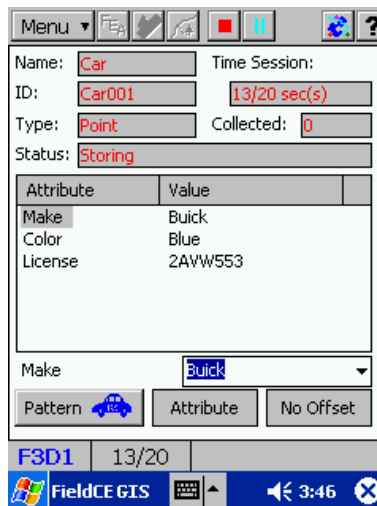 Menu FEA ?
Name: Car Time Session:
ID: Car001 13/20 sec(s)
Type: Point Collected: 0
Status: Storing
Attribute Value
Make Buick
Color Blue
License 2AVW553
Make Buick
Pattern Attribute No Offset
F3D1 13/20
FieldCE GIS 3:46